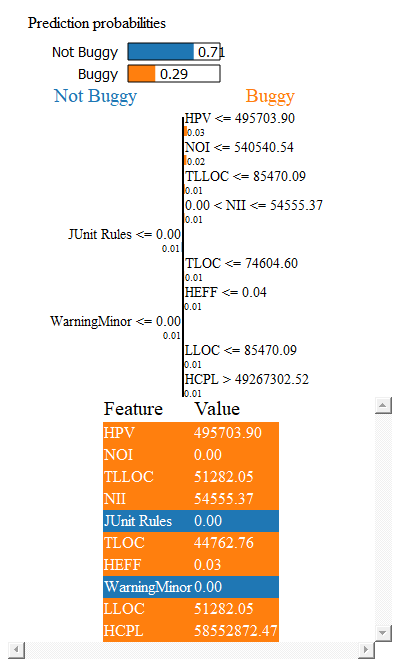 Prediction probabilities
Not Buggy 0.71
Buggy 0.29
Not Buggy Buggy
HPV <= 495703.90
0.03
NOI <= 540540.54
0.02
TLLOC <= 85470.09
0.01
0.00 < NII <= 54555.37
0.01
JUnit Rules <= 0.00
0.01
TLOC <= 74604.60
0.01
HEFF <= 0.04
0.01
WarningMinor <= 0.00
0.01
LLOC <= 85470.09
0.01
HCPL > 49267302.52
0.01
Feature Value
HPV 495703.90
NOI 0.00
TLLOC 51282.05
NII 54555.37
JUnit Rules 0.00
TLOC 44762.76
HEFF 0.03
WarningMinor 0.00
LLOC 51282.05
HCPL 58552872.47